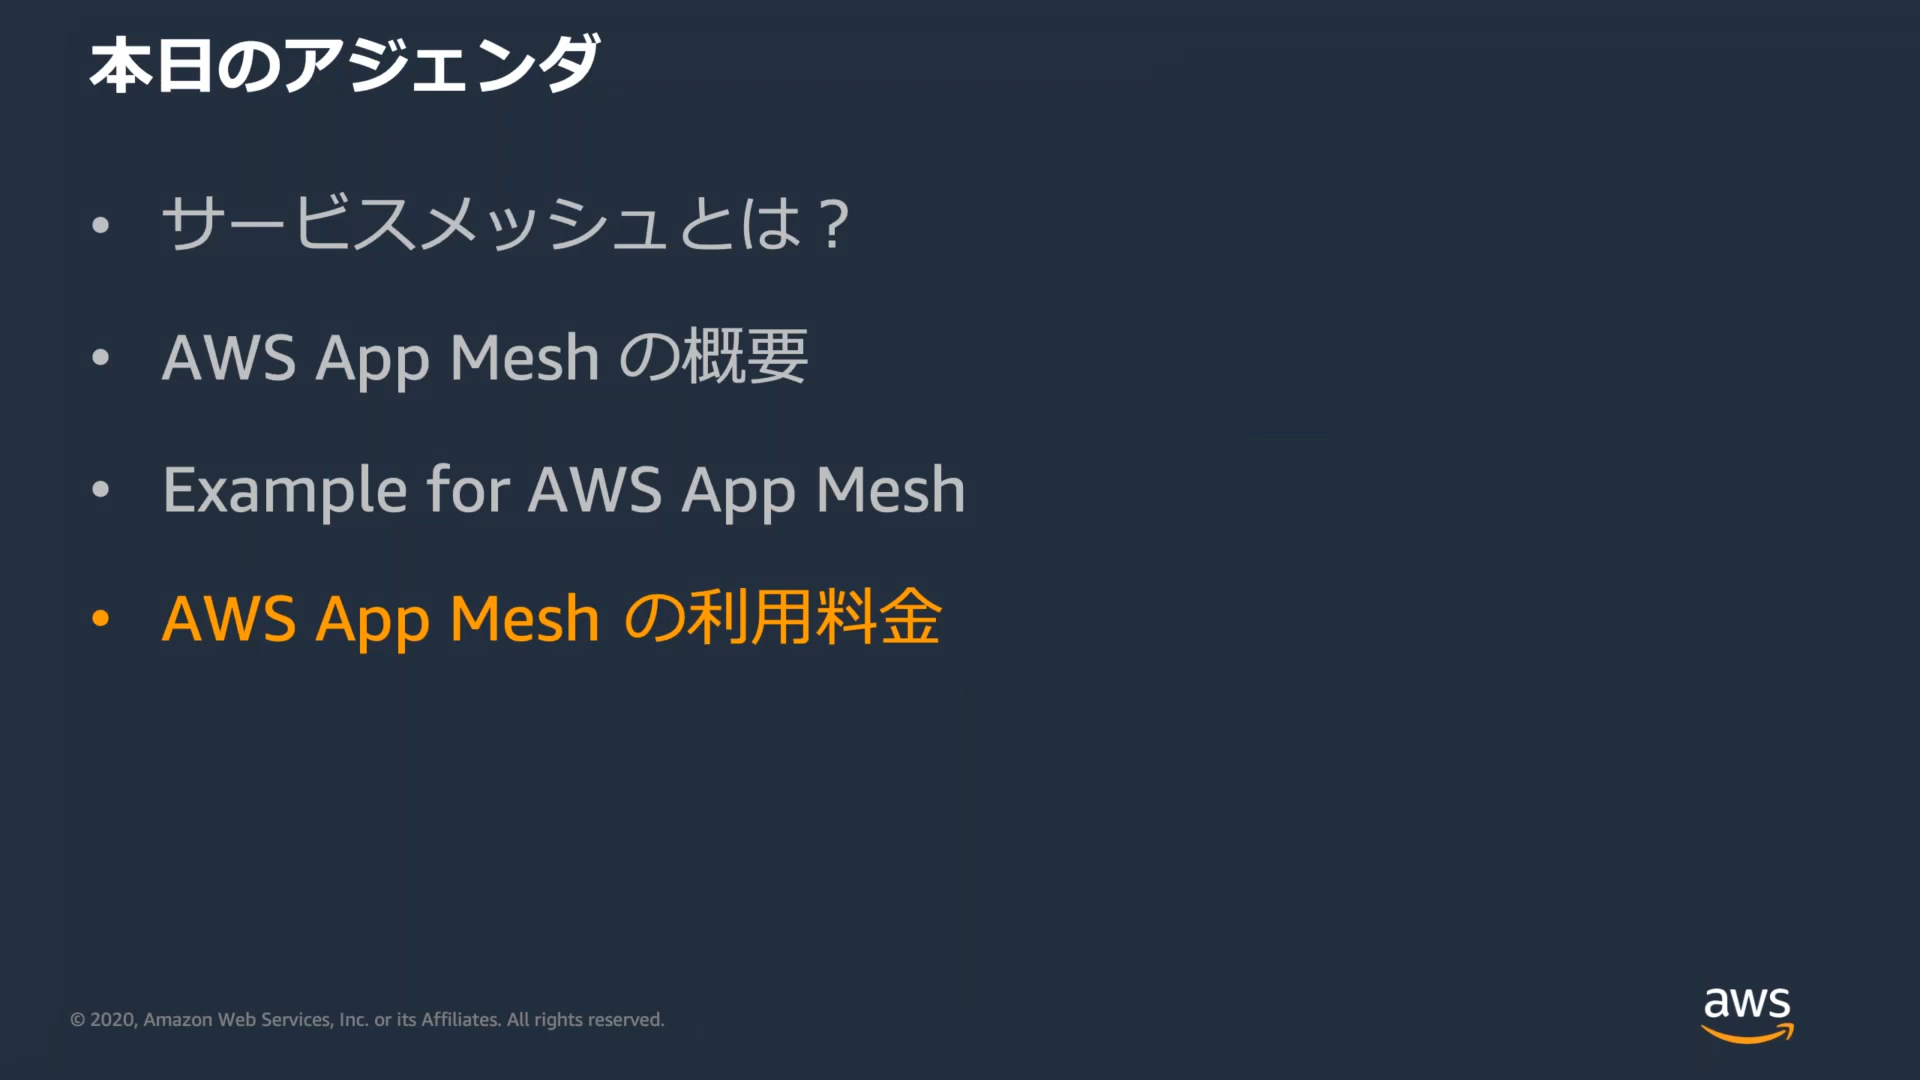 本日のアジェンダ
• サービスメッシュとは？
• AWS App Mesh の概要
• Example for AWS App Mesh
• AWS App Mesh の利用料金
© 2020, Amazon Web Services, Inc. or its Affiliates. All rights reserved.
aws